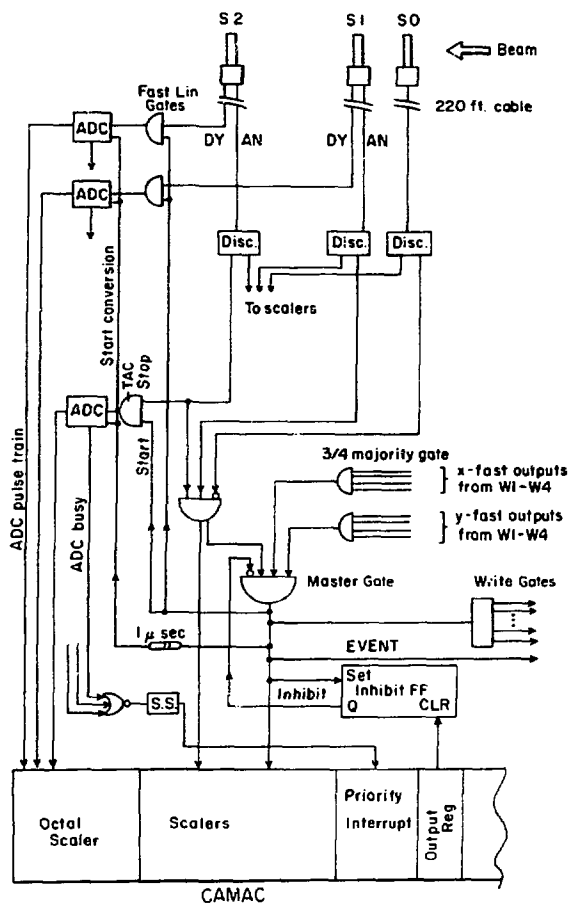 S2 S1 S0
Beam
Fast Lin
Gates
220 ft. cable
ADC
DY AN
DY AN
ADC
Disc.
Disc.
Disc.
To scalers
Start conversion
TAC
Stop
ADC
Start
3/4 majority gate
x-fast outputs
from W1-W4
ADC pulse train
ADC busy
y-fast outputs
from W1-W4
Master Gate
Write Gates
1 μ sec
EVENT
Set
Inhibit
Inhibit FF
Q CLR
S.S.
Octal
Scaler
Scalers
Priority
Interrupt
Output
Reg
CAMAC